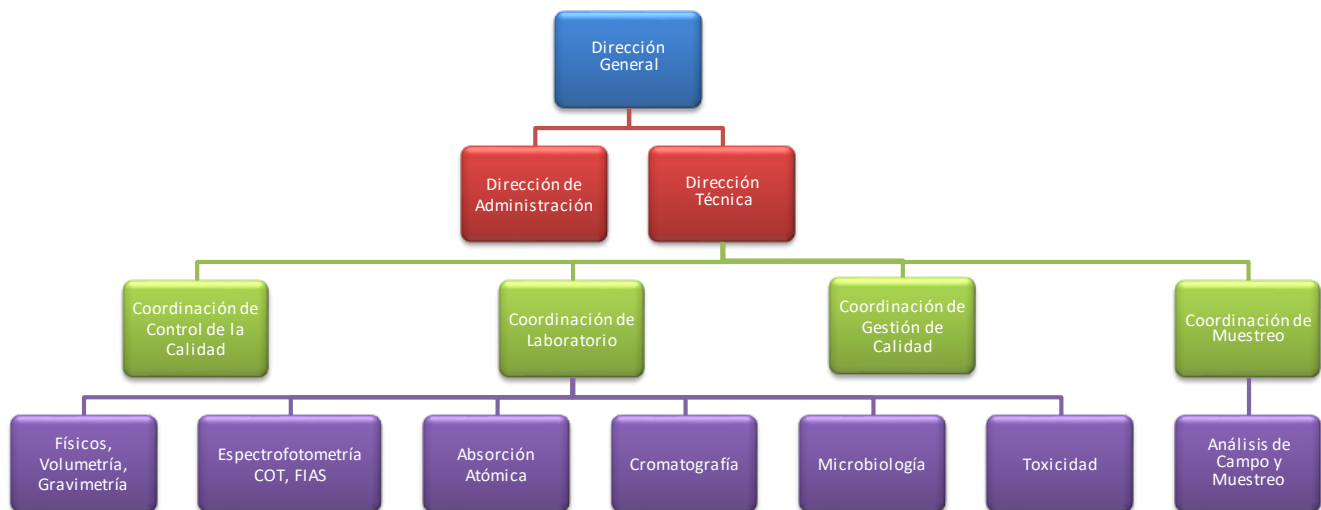 Dirección
General
Dirección de
Administración
Dirección
Técnica
Coordinación de
Control de la
Calidad
Coordinación de
Laboratorio
Coordinación de
Gestión de
Calidad
Coordinación de
Muestreo
Físicos,
Volumetría,
Gravimetría
Espectrofotometría
COT, FIAS
Absorción
Atómica
Cromatografía
Microbiología
Toxicidad
Análisis de
Campo y
Muestreo